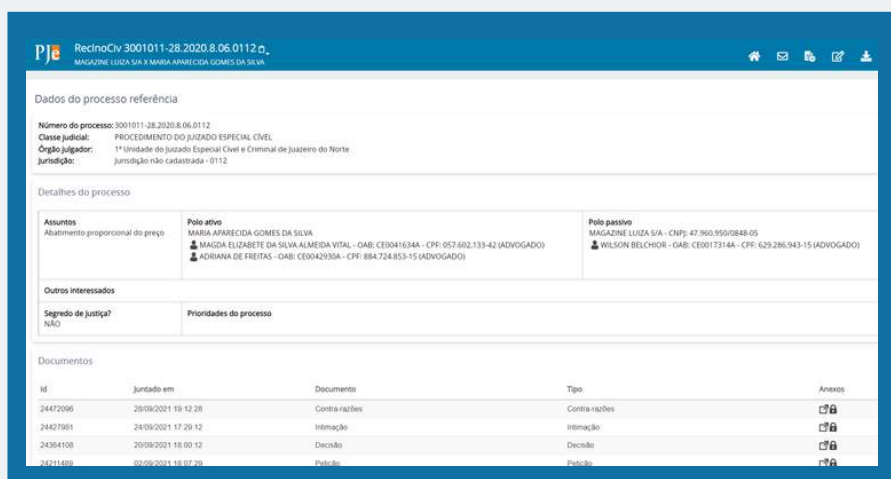 PJe
RecInoCiv 3001011-28.2020.8.06.0112
MAGAZINE LUIZA S/A X MARIA APARECIDA GOMES DA SILVA
Dados do processo referência
Número do processo: 3001011-28.2020.8.06.0112
Classe judicial: PROCEDIMENTO DO JUIZADO ESPECIAL CÍVEL
Órgão julgador: 1ª Unidade do Juizado Especial Cível e Criminal de Juazeiro do Norte
Jurisdição: Jurisdição não cadastrada - 0112
Detalhes do processo
Assuntos
Abatimento proporcional do preço
Polo ativo
MARIA APARECIDA GOMES DA SILVA
MAGDA ELIZABETE DA SILVA ALMEIDA VITAL - OAB: CE0041634A - CPF: 057.602.133-42 (ADVOGADO)
ADRIANA DE FREITAS - OAB: CE0042930A - CPF: 884.724.853-15 (ADVOGADO)
Polo passivo
MAGAZINE LUIZA S/A - CNPJ: 47.960.950/0848-05
WILSON BELCHIOR - OAB: CE0017314A - CPF: 629.286.943-15 (ADVOGADO)
Outros interessados
Segredo de justiça?
NÃO
Prioridades do processo
Documentos
Id Juntado em Documento Tipo Anexos
24472096 28/09/2021 19:12:28 Contra-razões Contra-razões
24427981 24/09/2021 17:29:12 Intimação Intimação
24364108 20/09/2021 18:00:12 Decisão Decisão
24211489 02/09/2021 18:07:29 Petição Petição